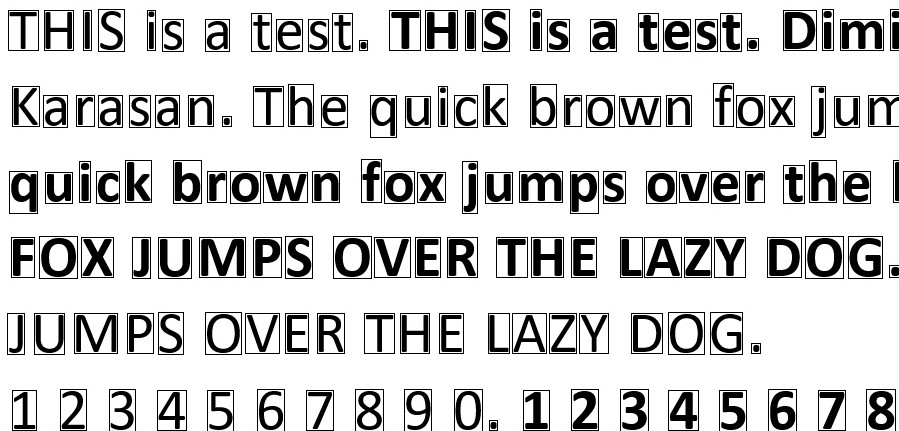 THIS is a test. THIS is a test. Dimi
Karasan. The quick brown fox jum
quick brown fox jumps over the
FOX JUMPS OVER THE LAZY DOG.
JUMPS OVER THE LAZY DOG.
1 2 3 4 5 6 7 8 9 0. 1 2 3 4 5 6 7 8